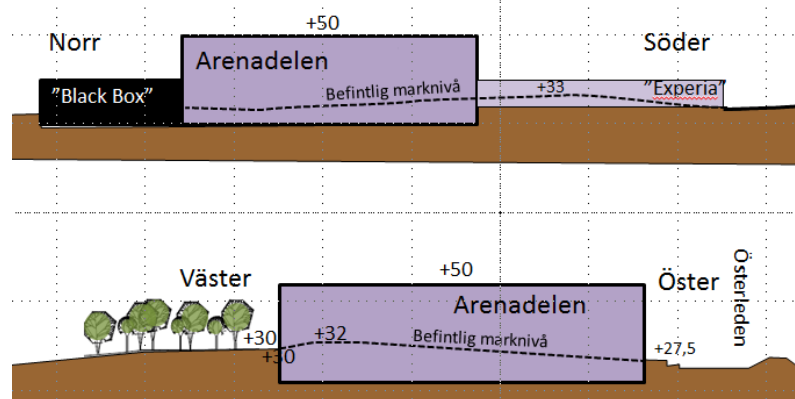 +50
Norr
Söder
Arenadelen
"Black Box"
Befintlig marknivå
+33
"Experia"
Väster
+50
Öster
Österleden
Arenadelen
+30
+32
Befintlig marknivå
+30
+27,5